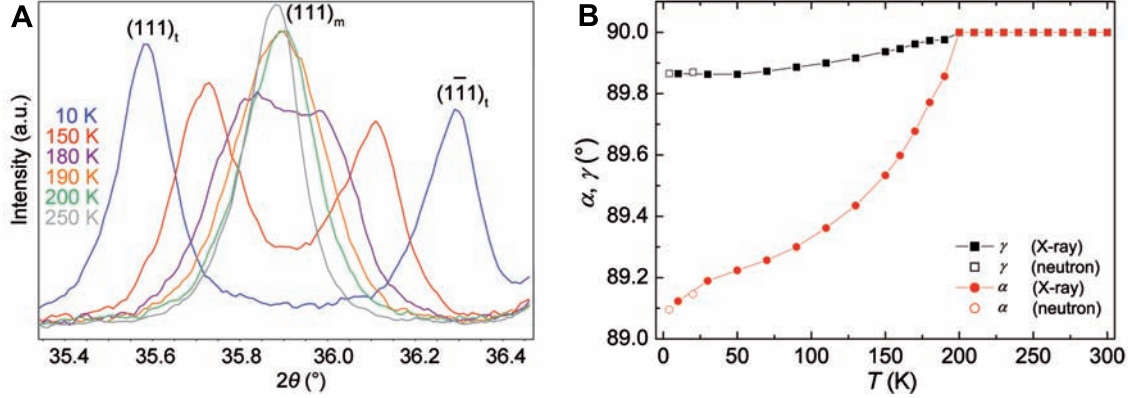 A
(111)t
(111)m
(11̅1)t
10 K
150 K
180 K
190 K
200 K
250 K
Intensity (a.u.)
35.4 35.6 35.8 36.0 36.2 36.4
2θ (°)
B
90.0
89.8
89.6
89.4
89.2
89.0
α, γ (°)
γ (X-ray)
γ (neutron)
α (X-ray)
α (neutron)
0 50 100 150 200 250 300
T (K)